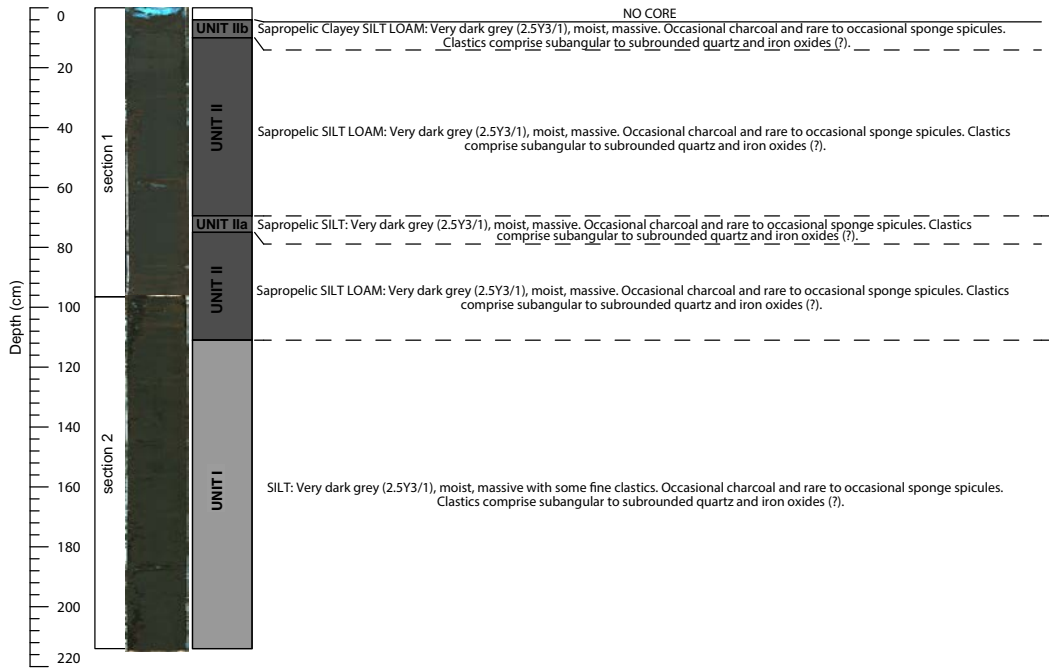 NO CORE
0
20
40
60
80
100
120
140
160
180
200
220
Depth (cm)
section 1
section 2
UNIT IIb
Sapropelic Clayey SILT LOAM: Very dark grey (2.5Y3/1), moist, massive. Occasional charcoal and rare to occasional sponge spicules.
Clastics comprise subangular to subrounded quartz and iron oxides (?).
UNIT II
Sapropelic SILT LOAM: Very dark grey (2.5Y3/1), moist, massive. Occasional charcoal and rare to occasional sponge spicules. Clastics
comprise subangular to subrounded quartz and iron oxides (?).
UNIT IIa
Sapropelic SILT: Very dark grey (2.5Y3/1), moist, massive. Occasional charcoal and rare to occasional sponge spicules. Clastics
comprise subangular to subrounded quartz and iron oxides (?).
UNIT II
Sapropelic SILT LOAM: Very dark grey (2.5Y3/1), moist, massive. Occasional charcoal and rare to occasional sponge spicules. Clastics
comprise subangular to subrounded quartz and iron oxides (?).
UNIT I
SILT: Very dark grey (2.5Y3/1), moist, massive with some fine clastics. Occasional charcoal and rare to occasional sponge spicules.
Clastics comprise subangular to subrounded quartz and iron oxides (?).